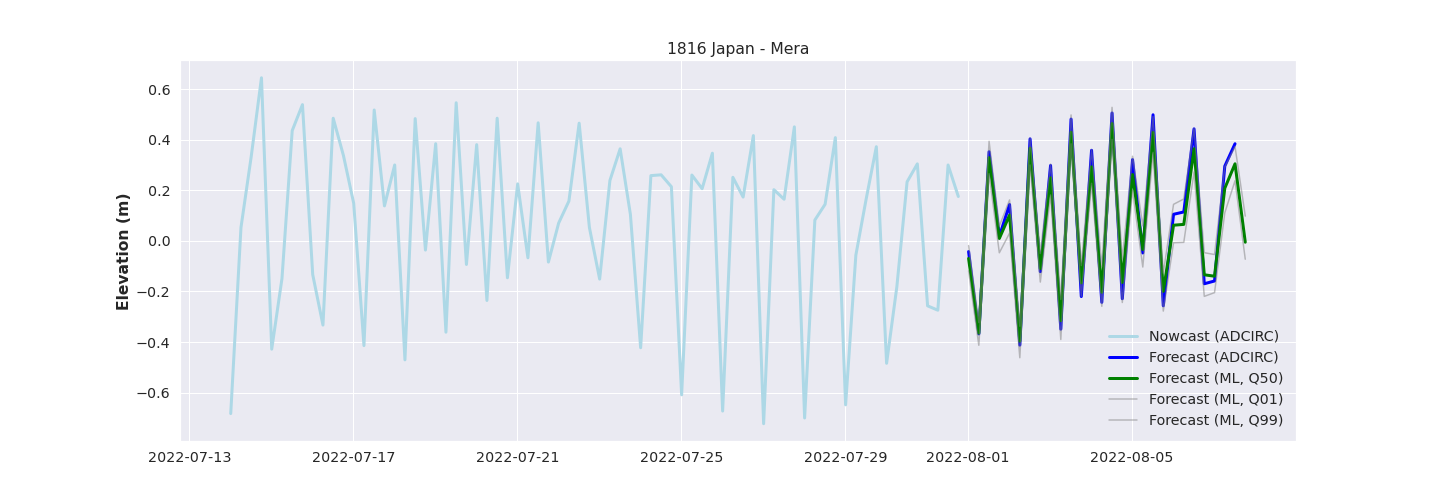 1816 Japan - Mera
Elevation (m)
0.6
0.4
0.2
0.0
−0.2
−0.4
−0.6
2022-07-13
2022-07-17
2022-07-21
2022-07-25
2022-07-29
2022-08-01
2022-08-05
Nowcast (ADCIRC)
Forecast (ADCIRC)
Forecast (ML, Q50)
Forecast (ML, Q01)
Forecast (ML, Q99)